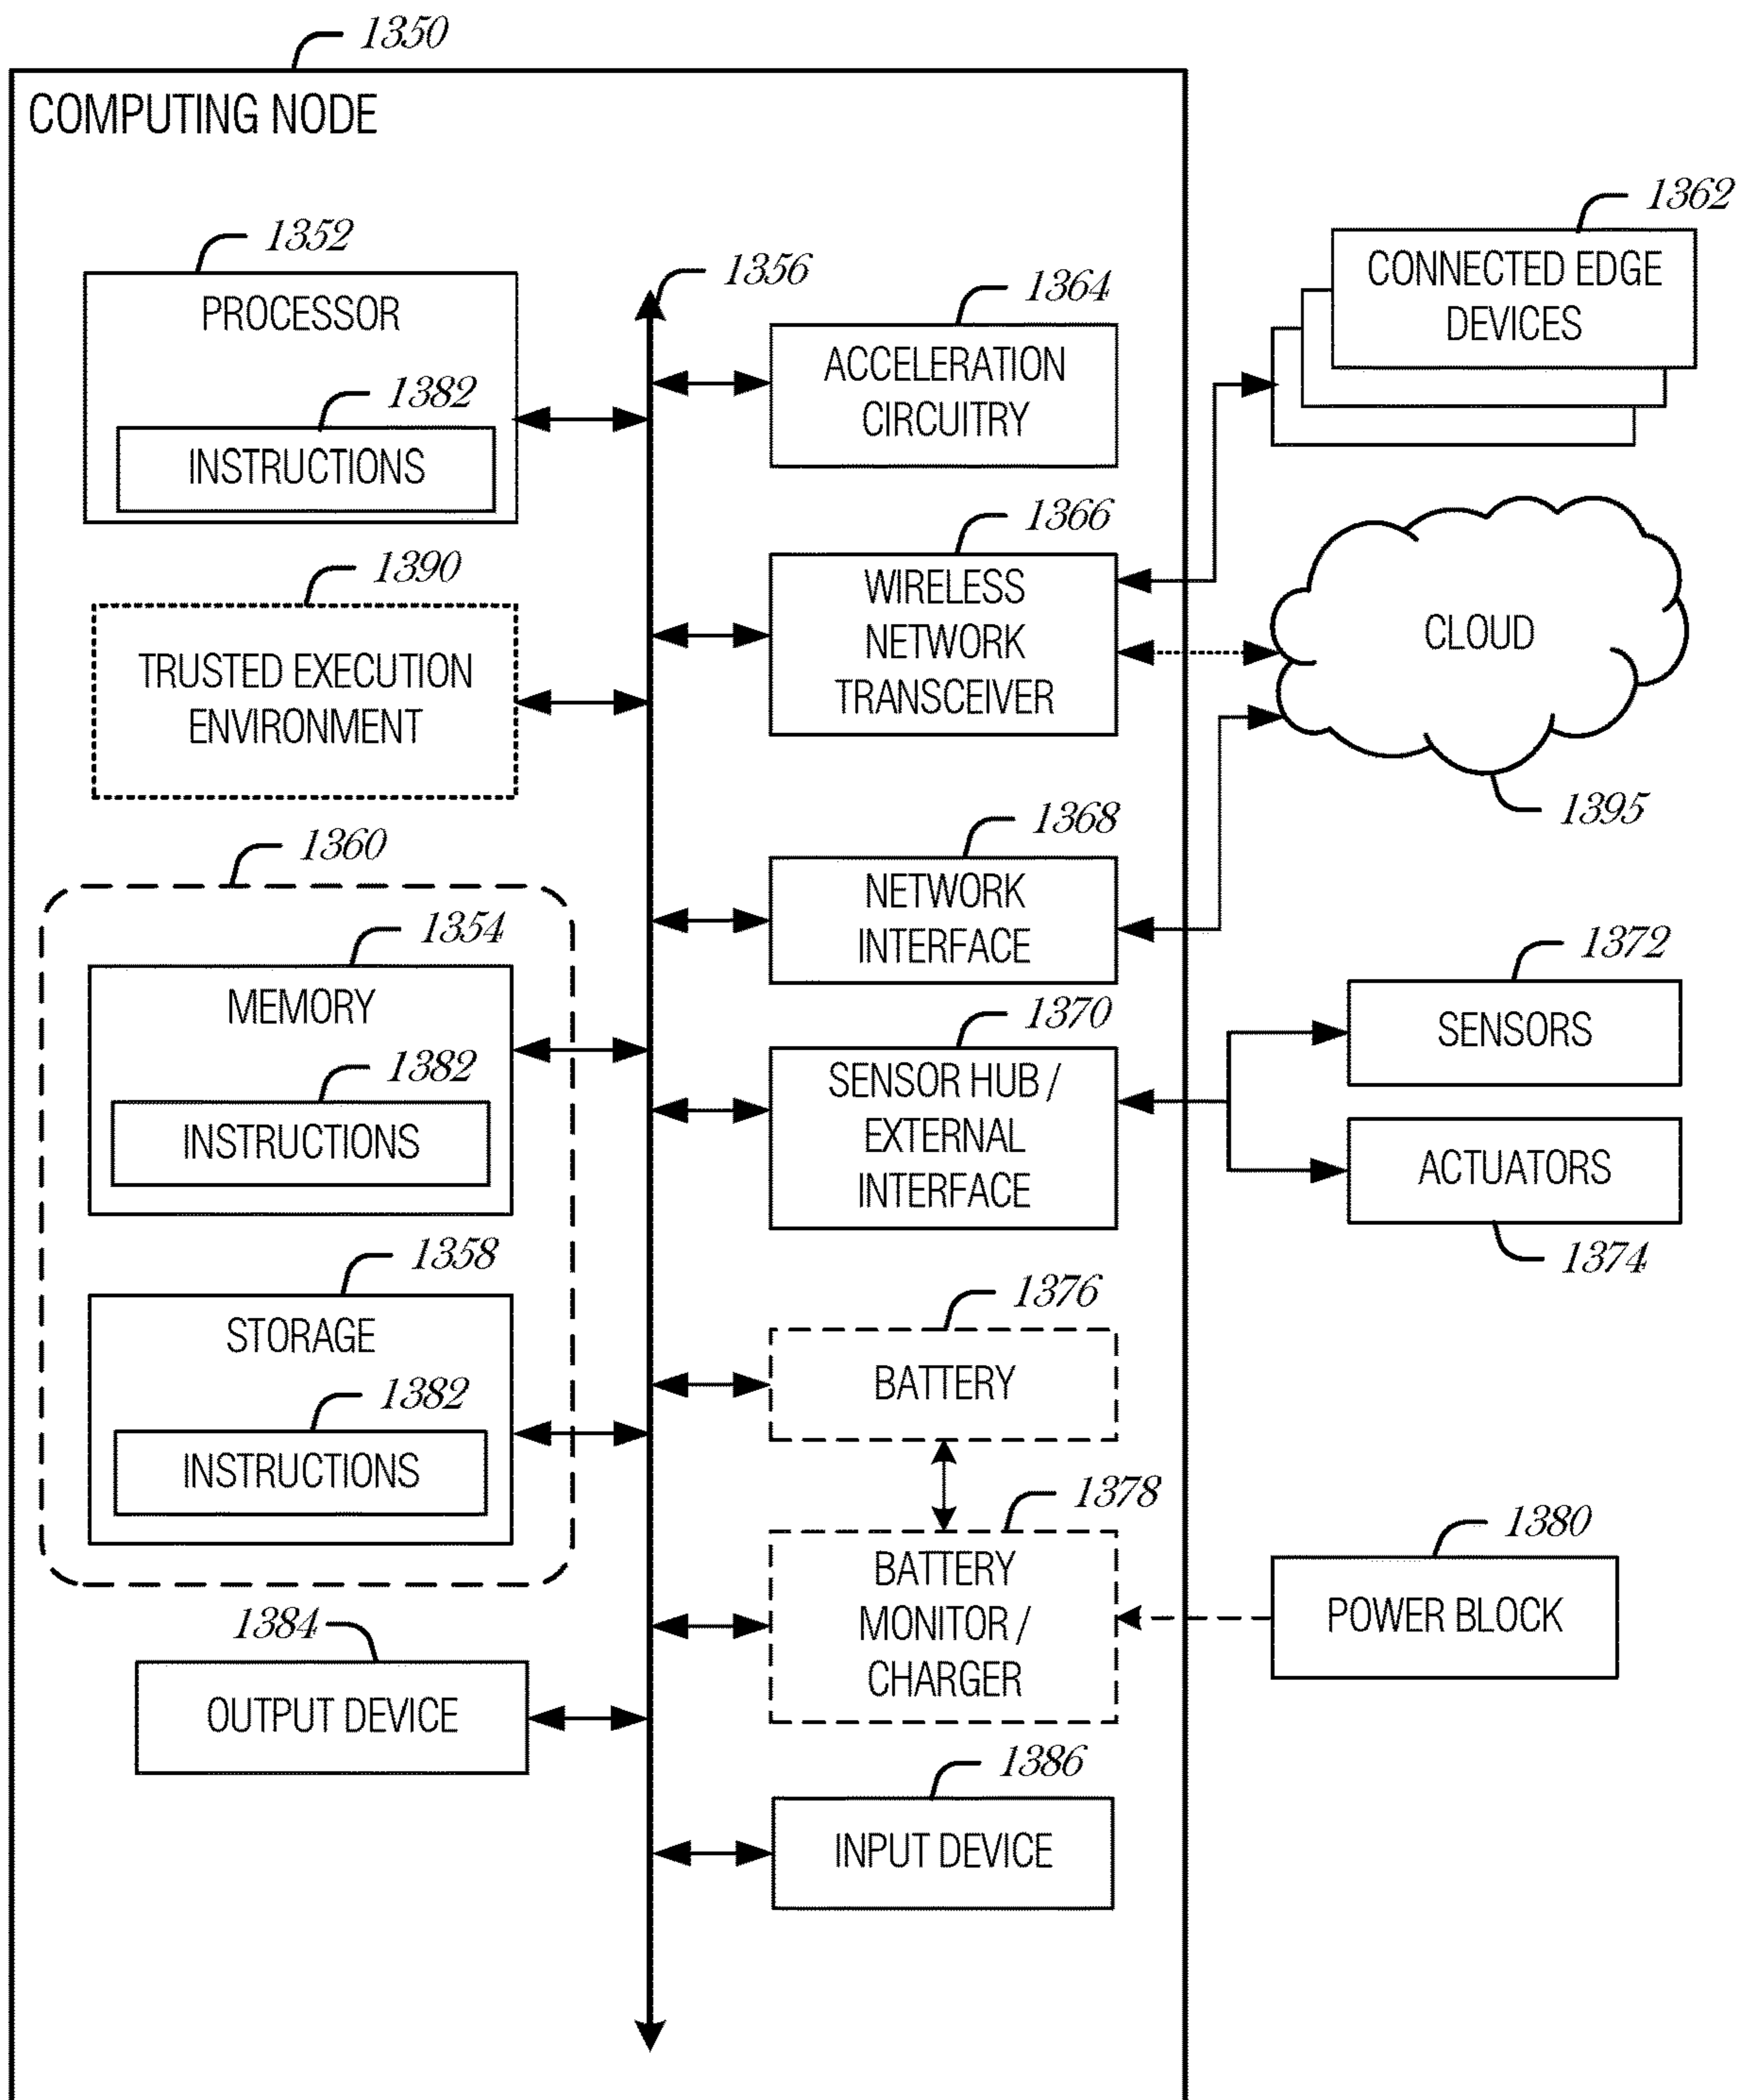 1350
COMPUTING NODE
1352
PROCESSOR
1382
INSTRUCTIONS
1390
TRUSTED EXECUTION
ENVIRONMENT
1360
1354
MEMORY
1382
INSTRUCTIONS
1358
STORAGE
1382
INSTRUCTIONS
1384
OUTPUT DEVICE
1356
1364
ACCELERATION
CIRCUITRY
1366
WIRELESS
NETWORK
TRANSCEIVER
1368
NETWORK
INTERFACE
1370
SENSOR HUB /
EXTERNAL
INTERFACE
1376
BATTERY
1378
BATTERY
MONITOR /
CHARGER
1386
INPUT DEVICE
1362
CONNECTED EDGE
DEVICES
CLOUD
1395
1372
SENSORS
ACTUATORS
1374
1380
POWER BLOCK